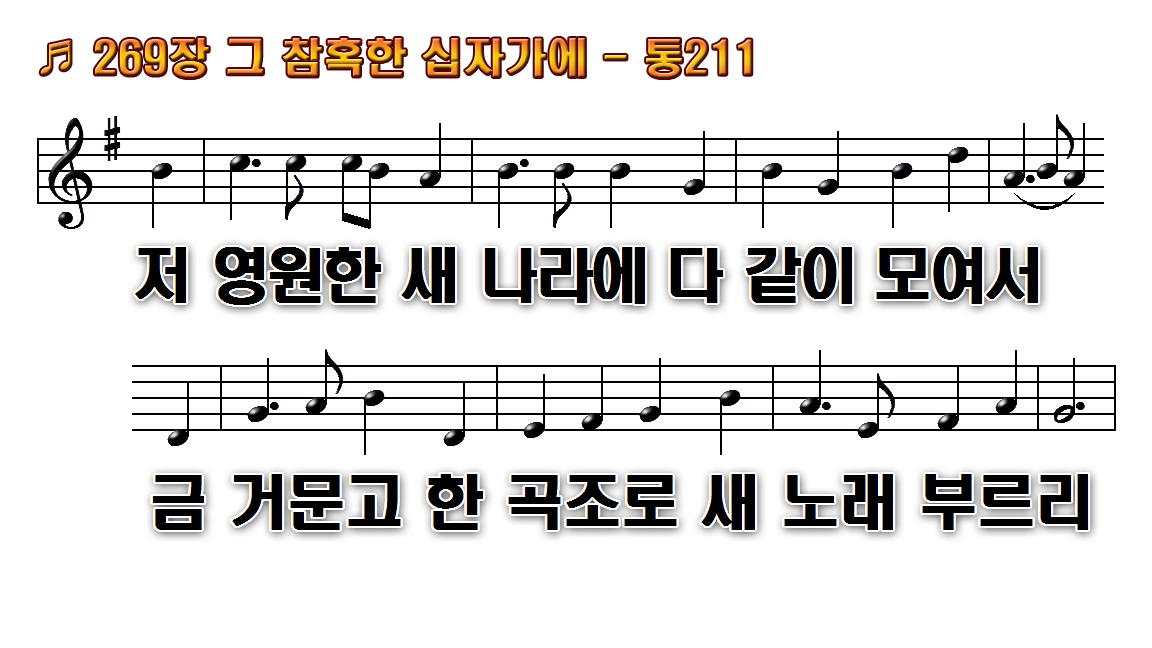 ♬ 269장 그 참혹한 십자가에 - 통211
저 영원한 새 나라에 다 같이 모여서
금 거문고 한 곡조로 새 노래 부르리